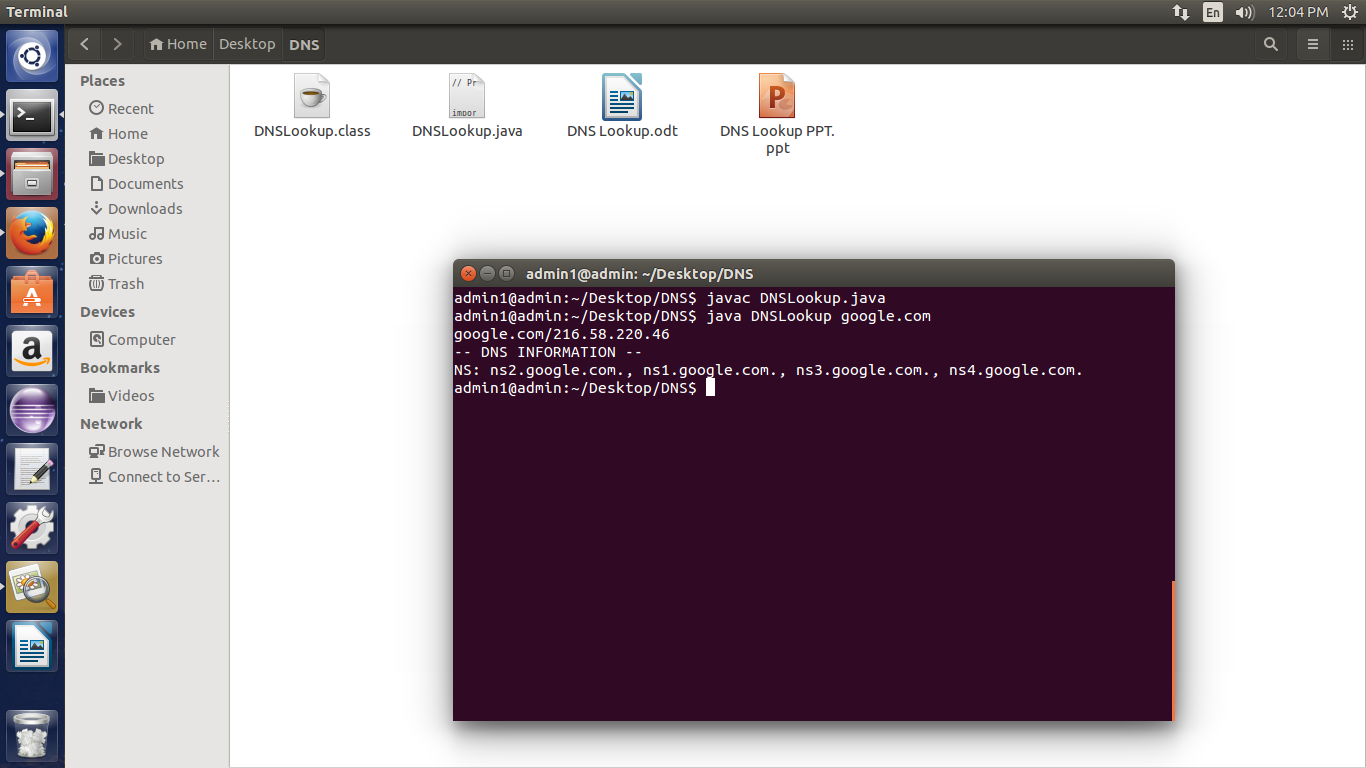 Terminal
En
12:04 PM
Home
Desktop
DNS
Places
Recent
Home
Desktop
Documents
Downloads
Music
Pictures
Trash
Devices
Computer
Bookmarks
Videos
Network
Browse Network
Connect to Ser…
// Pr
impor
DNSLookup.class
DNSLookup.java
DNS Lookup.odt
DNS Lookup PPT.
ppt
admin1@admin: ~/Desktop/DNS
admin1@admin:~/Desktop/DNS$ javac DNSLookup.java
admin1@admin:~/Desktop/DNS$ java DNSLookup google.com
google.com/216.58.220.46
-- DNS INFORMATION --
NS: ns2.google.com., ns1.google.com., ns3.google.com., ns4.google.com.
admin1@admin:~/Desktop/DNS$